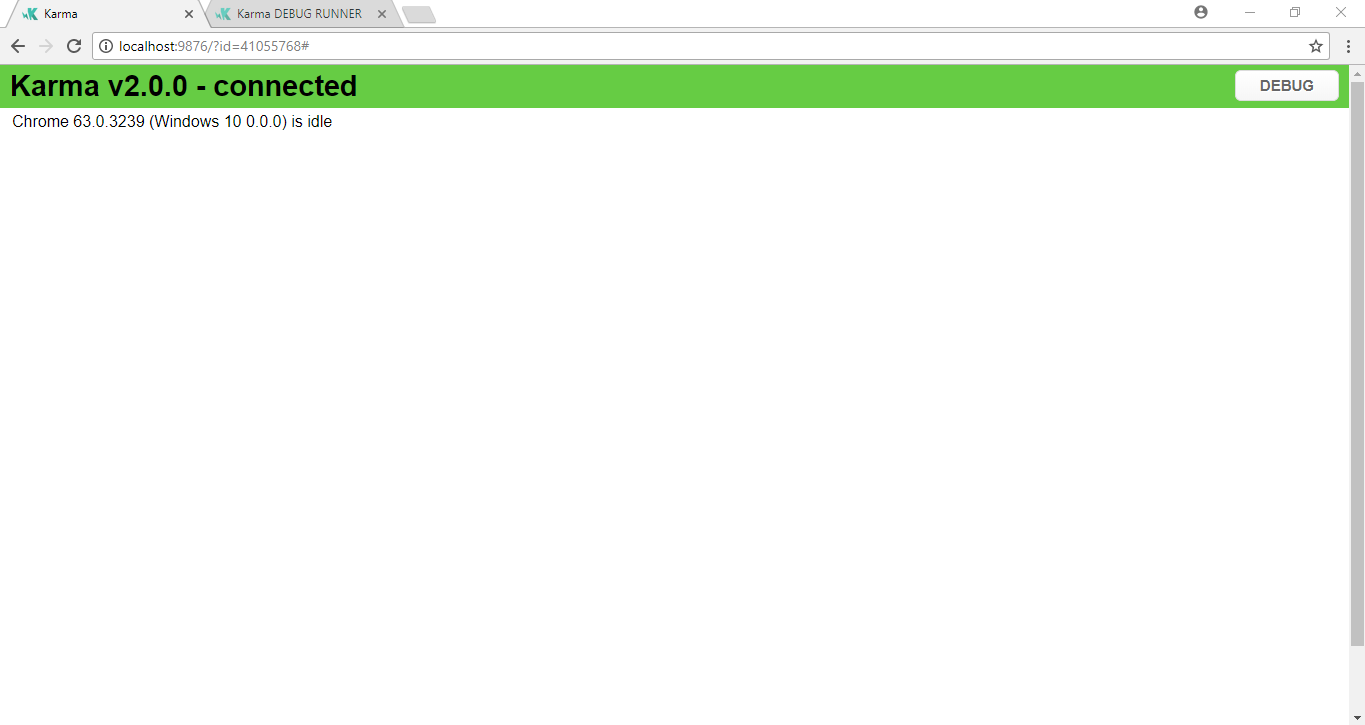 Karma
Karma DEBUG RUNNER
localhost:9876/?id=41055768#
Karma v2.0.0 - connected
DEBUG
Chrome 63.0.3239 (Windows 10 0.0.0) is idle